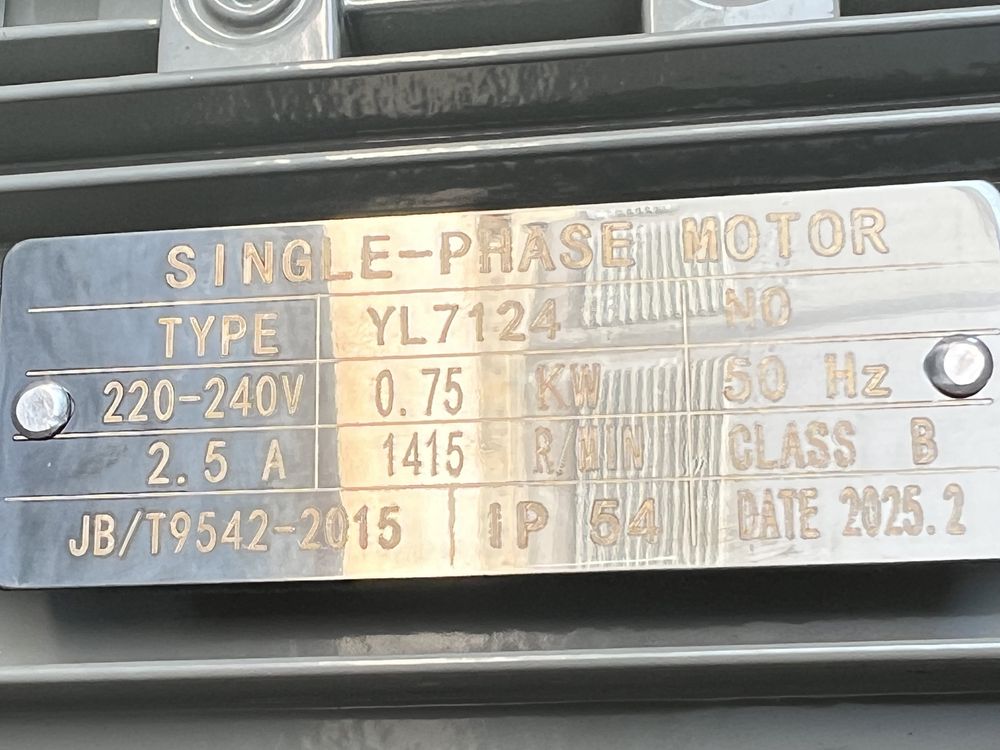 SINGLE-PHASE MOTOR
TYPE YL7124 NO
220-240V 0.75 KW 50 Hz
2.5 A 1415 R/MIN CLASS B
JB/T9542-2015 IP 54 DATE 2025.2